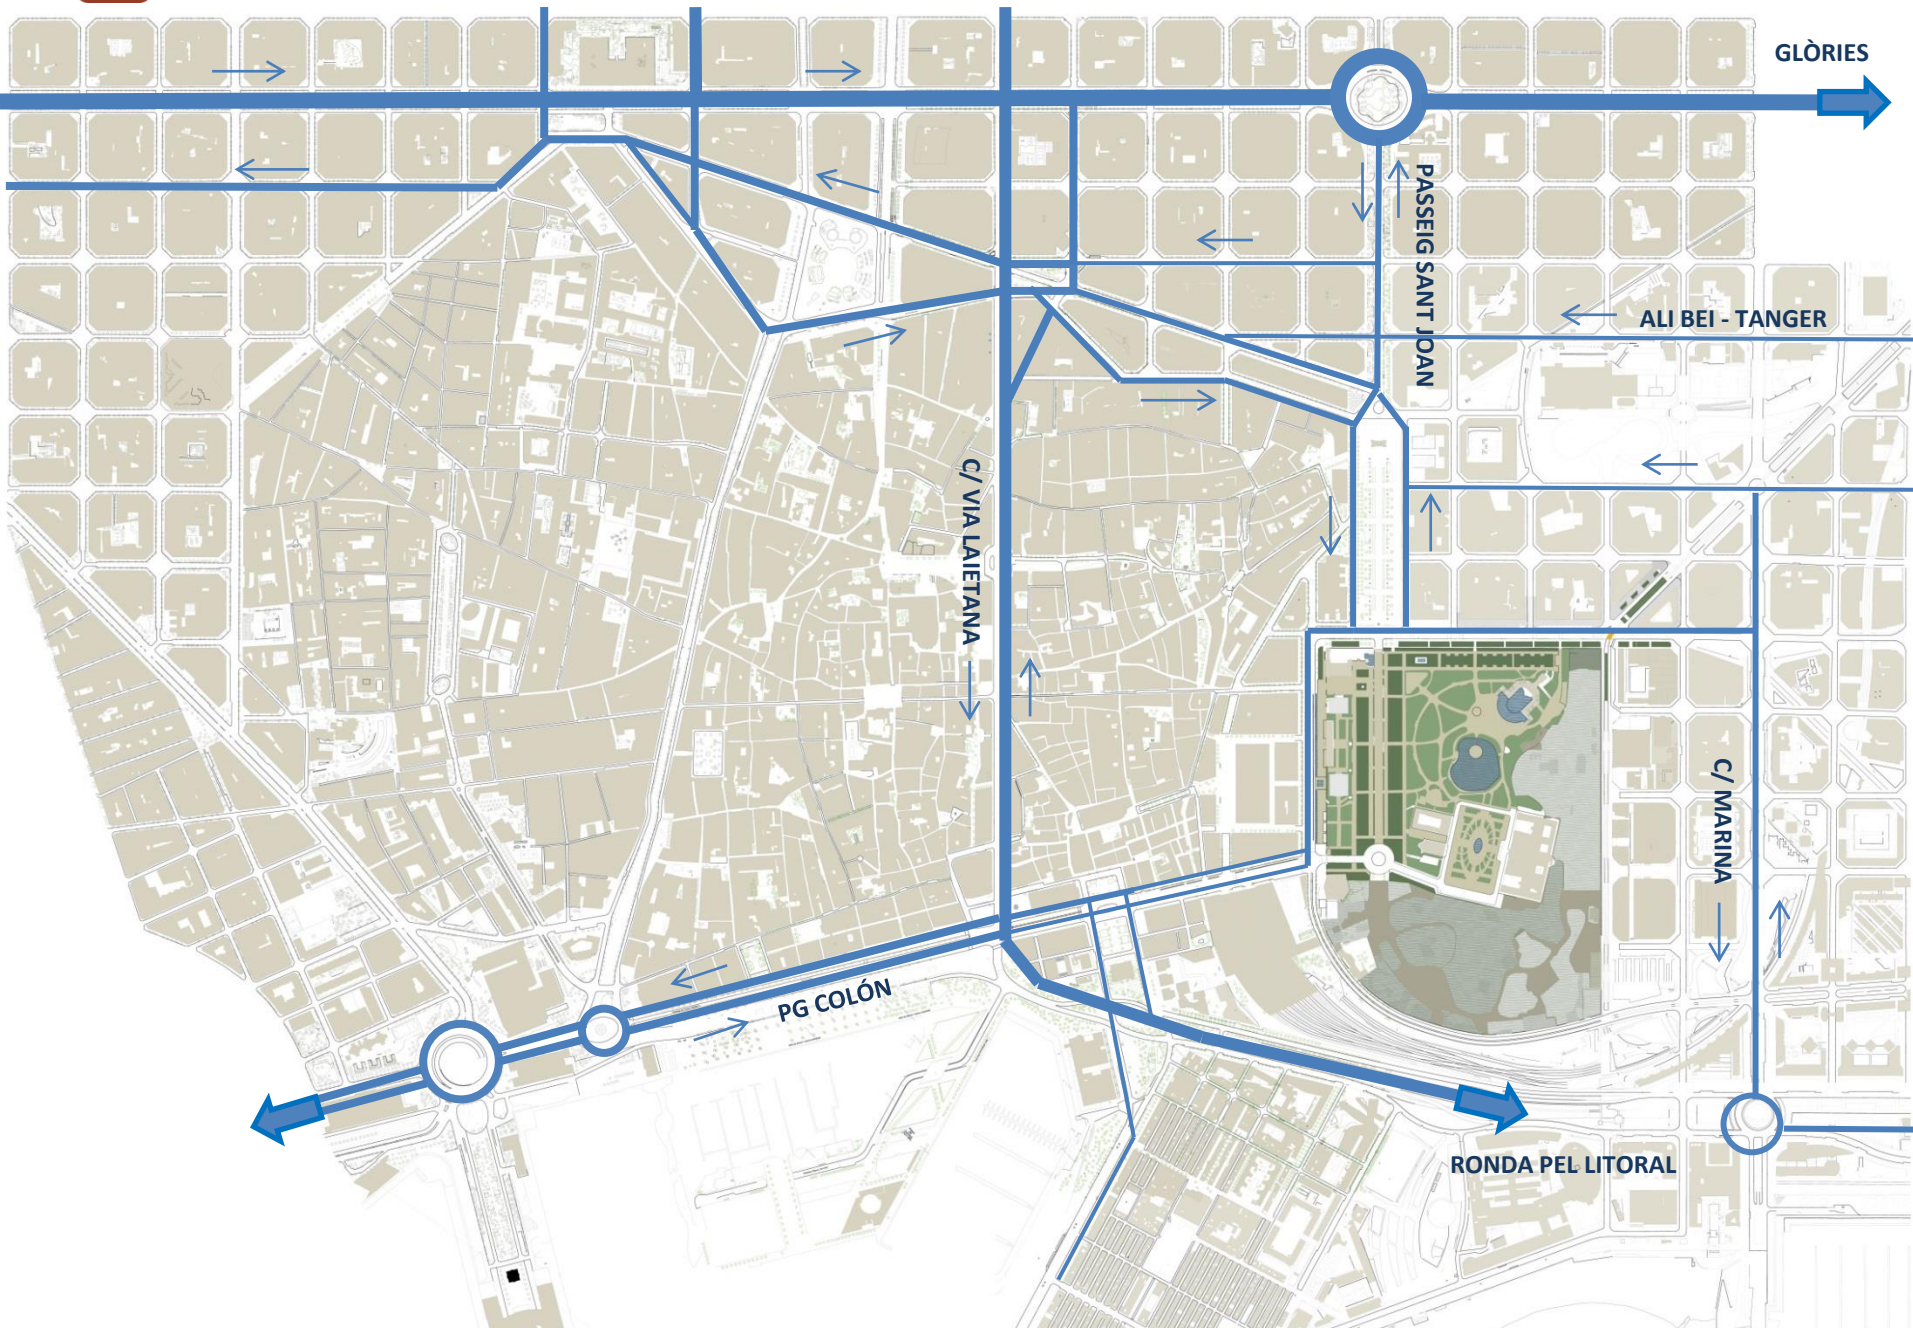 GLÒRIES
PASSEIG SANT JOAN
ALI BEI - TANGER
C/ VIA LAIETANA
C/ MARINA
PG COLÓN
RONDA PEL LITORAL